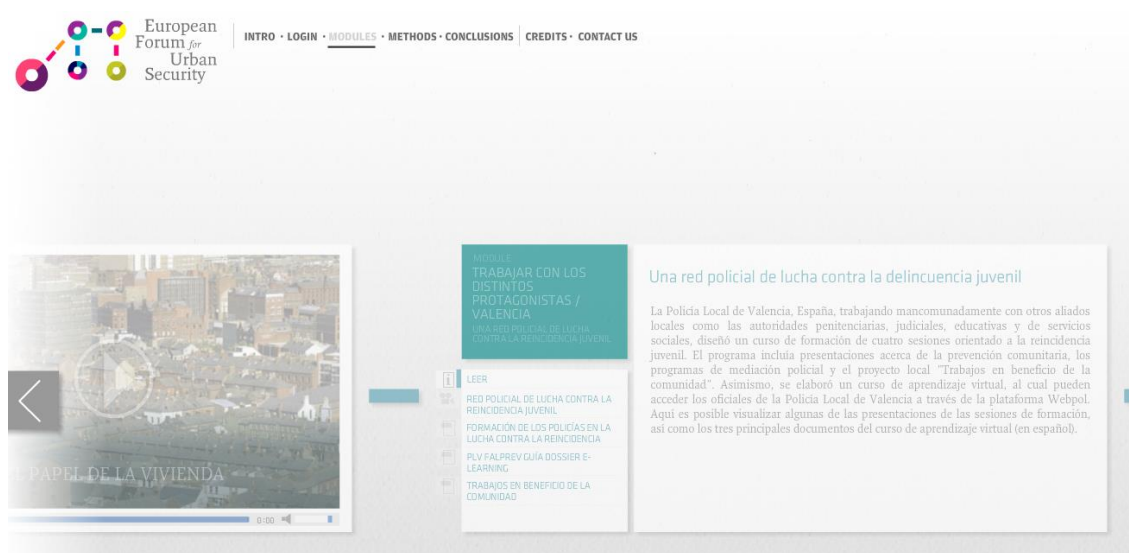 European
Forum for
Urban
Security
INTRO · LOGIN · MODULES · METHODS · CONCLUSIONS CREDITS · CONTACT US
EL PAPEL DE LA VIVIENDA
0:00
MODULE
TRABAJAR CON LOS
DISTINTOS
PROTAGONISTAS /
VALENCIA
UNA RED POLICIAL DE LUCHA
CONTRA LA REINCIDENCIA JUVENIL
LEER
RED POLICIAL DE LUCHA CONTRA LA
REINCIDENCIA JUVENIL
FORMACIÓN DE LOS POLICÍAS EN LA
LUCHA CONTRA LA REINCIDENCIA
PLV FALPREV GUÍA DOSSIER E-
LEARNING
TRABAJOS EN BENEFICIO DE LA
COMUNIDAD
Una red policial de lucha contra la delincuencia juvenil
La Policía Local de Valencia, España, trabajando mancomunadamente con otros aliados
locales como las autoridades penitenciarias, judiciales, educativas y de servicios
sociales, diseñó un curso de formación de cuatro sesiones orientado a la reincidencia
juvenil. El programa incluía presentaciones acerca de la prevención comunitaria, los
programas de mediación policial y el proyecto local "Trabajos en beneficio de la
comunidad". Asimismo, se elaboró un curso de aprendizaje virtual, al cual pueden
acceder los oficiales de la Policía Local de Valencia a través de la plataforma Webpol.
Aquí es posible visualizar algunas de las presentaciones de las sesiones de formación,
así como los tres principales documentos del curso de aprendizaje virtual (en español).